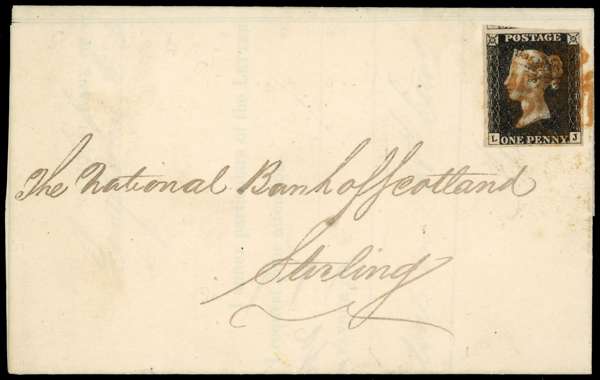 POSTAGE
L J
ONE PENNY
The National Bank of Scotland
Stirling